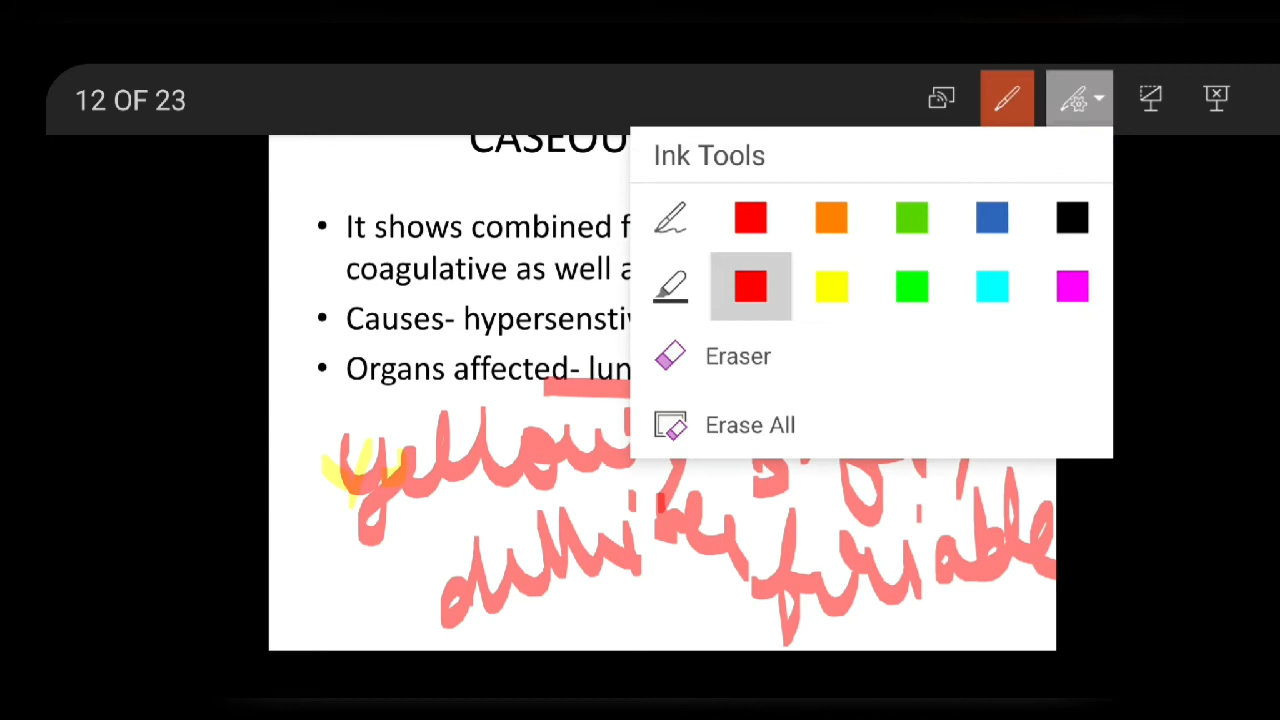 12 OF 23
CASEOU
Ink Tools
It shows combined f
coagulative as well a
Causes- hypersensti
Organs affected- lun
Eraser
Erase All
yellow
friable